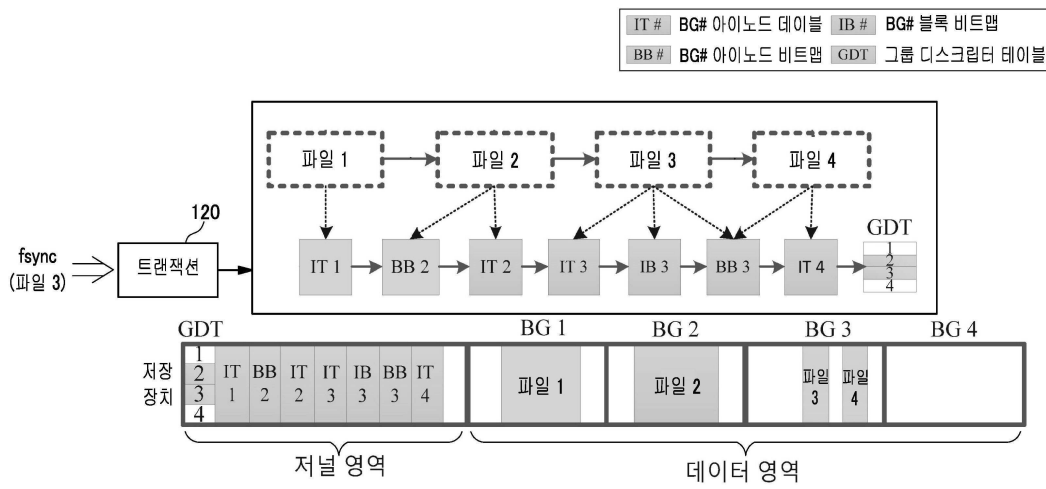 IT # BG# 아이노드 데이블 IB # BG# 블록 비트맵
BB # BG# 아이노드 비트맵 GDT 그룹 디스크립터 테이블
파일 1 파일 2 파일 3 파일 4
120
fsync
(파일 3)
트랜잭션
GDT
IT 1 BB 2 IT 2 IT 3 IB 3 BB 3 IT 4
1
2
3
4
GDT BG 1 BG 2 BG 3 BG 4
저장
장치
1
2
3
4
IT 1
BB 2
IT 2
IT 3
IB 3
BB 3
IT 4
파일 1
파일 2
파일 3
파일 4
저널 영역 데이터 영역